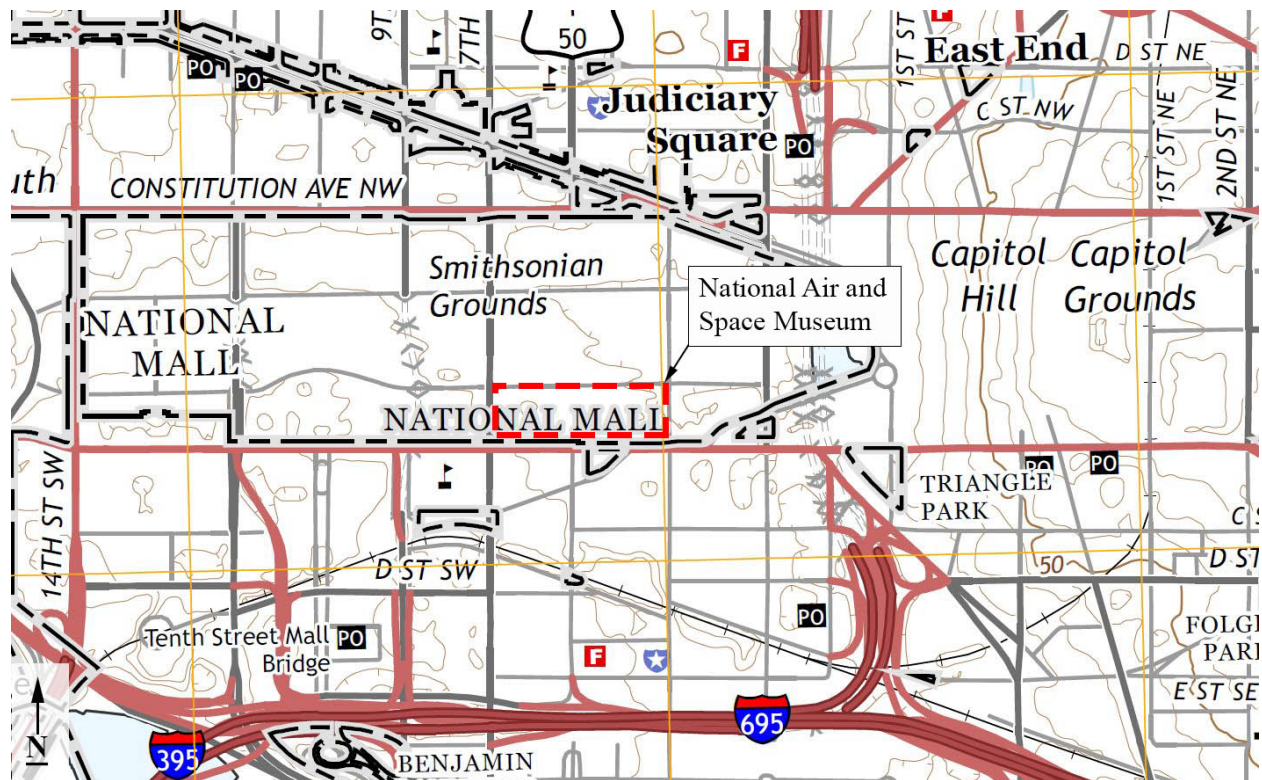 9T
7TH
50
F
1ST ST
F
East End
D ST NE
PO
PO
Judiciary
Square
PO
C ST NW
1ST ST NE
2ND ST NE
uth
CONSTITUTION AVE NW
Smithsonian
Grounds
National Air and
Space Museum
Capitol
Hill
Capitol
Grounds
NATIONAL
MALL
NATIONAL MALL
14TH ST SW
TRIANGLE
PARK
PO
PO
C S
D ST SW
50
D ST
Tenth Street Mall
Bridge
PO
PO
F
FOLG
PAR
E ST SE
N
395
695
BENJAMIN